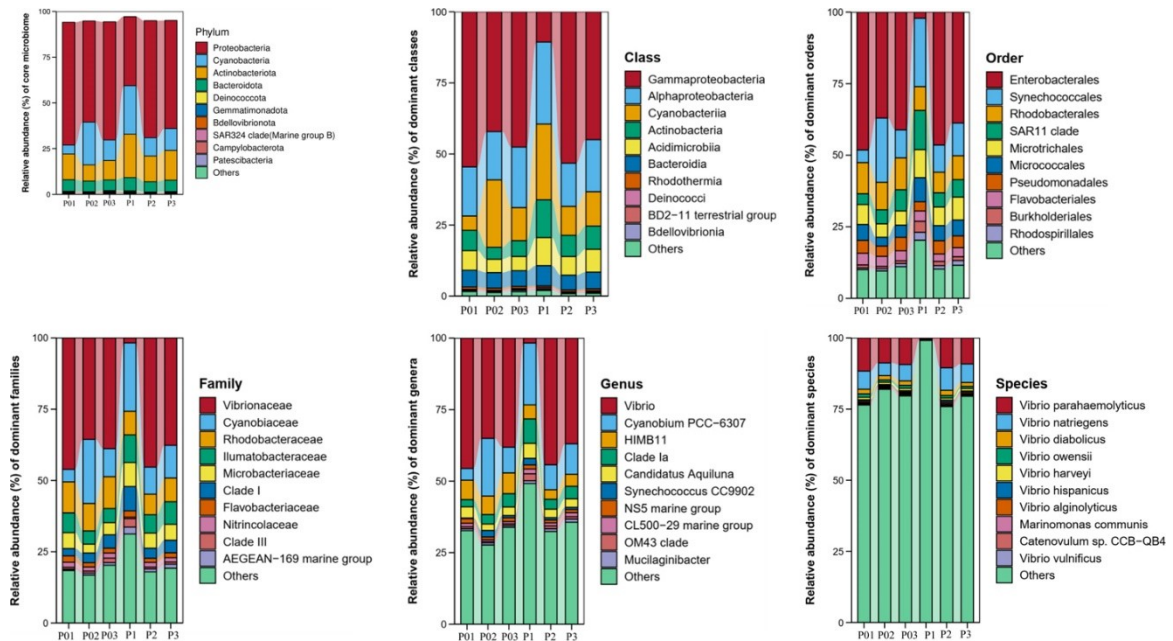 Relative abundance (%) of core microbiome
75
50
25
0
P01 P02 P03 P1 P2 P3
Phylum
Proteobacteria
Cyanobacteria
Actinobacteriota
Bacteroidota
Deinococcota
Gemmatimonadota
Bdellovibrionota
SAR324 clade(Marine group B)
Campylobacterota
Patescibacteria
Others
Relative abundance (%) of dominant classes
100
75
50
25
0
P01 P02 P03 P1 P2 P3
Class
Gammaproteobacteria
Alphaproteobacteria
Cyanobacteriia
Actinobacteria
Acidimicrobiia
Bacteroidia
Rhodothermia
Deinococci
BD2−11 terrestrial group
Bdellovibrionia
Others
Relative abundance (%) of dominant orders
100
75
50
25
0
P01 P02 P03 P1 P2 P3
Order
Enterobacterales
Synechococcales
Rhodobacterales
SAR11 clade
Microtrichales
Micrococcales
Pseudomonadales
Flavobacteriales
Burkholderiales
Rhodospirillales
Others
Relative abundance (%) of dominant families
100
75
50
25
0
P01 P02 P03 P1 P2 P3
Family
Vibrionaceae
Cyanobiaceae
Rhodobacteraceae
Ilumatobacteraceae
Microbacteriaceae
Clade I
Flavobacteriaceae
Nitrincolaceae
Clade III
AEGEAN−169 marine group
Others
Relative abundance (%) of dominant genera
100
75
50
25
0
P01 P02 P03 P1 P2 P3
Genus
Vibrio
Cyanobium PCC−6307
HIMB11
Clade Ia
Candidatus Aquiluna
Synechococcus CC9902
NS5 marine group
CL500−29 marine group
OM43 clade
Mucilaginibacter
Others
Relative abundance (%) of dominant species
100
75
50
25
0
P01 P02 P03 P1 P2 P3
Species
Vibrio parahaemolyticus
Vibrio natriegens
Vibrio diabolicus
Vibrio owensii
Vibrio harveyi
Vibrio hispanicus
Vibrio alginolyticus
Marinomonas communis
Catenovulum sp. CCB−QB4
Vibrio vulnificus
Others